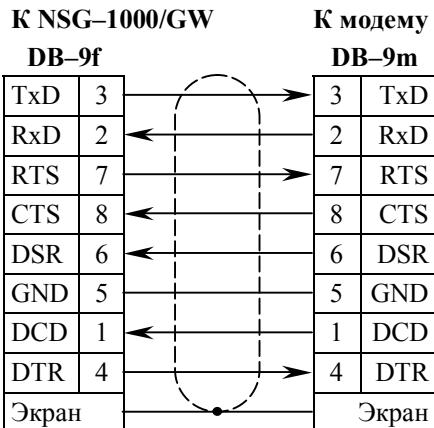 К NSG–1000/GW К модему
DB–9f DB–9m
TxD 3 3 TxD
RxD 2 2 RxD
RTS 7 7 RTS
CTS 8 8 CTS
DSR 6 6 DSR
GND 5 5 GND
DCD 1 1 DCD
DTR 4 4 DTR
Экран Экран